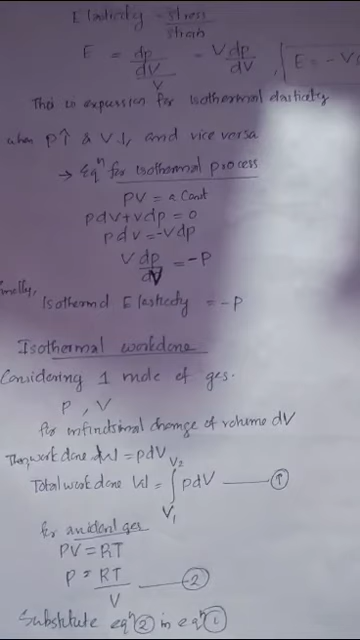 Elasticity = stress / strain
E = dp / dV/V = Vdp / dV , E = -V
This is expression for isothermal elasticity
when P↑ & V↓, and vice versa
→ Eqⁿ for isothermal process
PV = a Const
pdV+Vdp = 0
pdV = -Vdp
V dp/dV = -P
Isothermal Elasticity = -P
Isothermal workdone
Considering 1 mole of gas.
P , V
for infinitesimal change of volume dV
Then, work done dW = pdV
Total work done W = ∫ V₁ V₂ pdV —— ①
for an ideal gas
PV = RT
P = RT / V —— ②
Substitute eqⁿ ② in eqⁿ ①